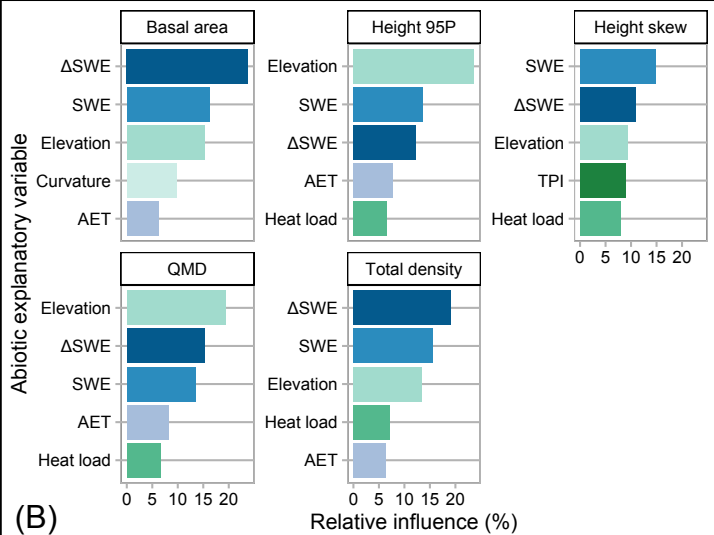 Basal area
Height 95P
Height skew
ΔSWE
SWE
Elevation
Curvature
AET
Elevation
SWE
ΔSWE
AET
Heat load
SWE
ΔSWE
Elevation
TPI
Heat load
0 5 10 15 20
QMD
Total density
Elevation
ΔSWE
SWE
AET
Heat load
ΔSWE
SWE
Elevation
Heat load
AET
0 5 10 15 20
0 5 10 15 20
Abiotic explanatory variable
Relative influence (%)
(B)